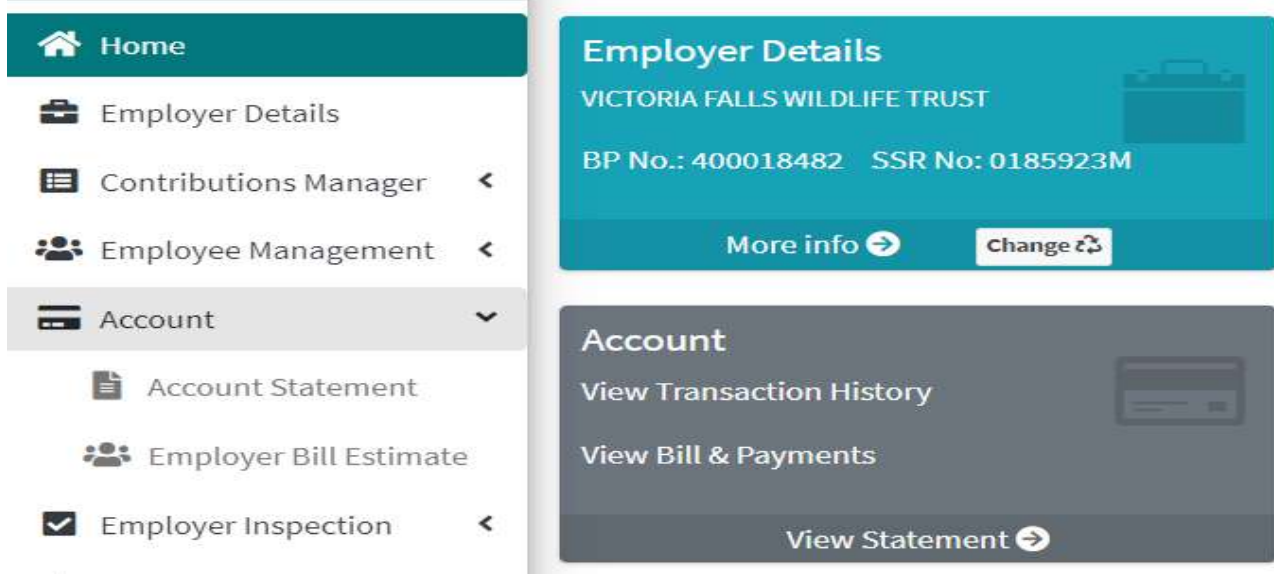 Home
Employer Details
Contributions Manager
Employee Management
Account
Account Statement
Employer Bill Estimate
Employer Inspection
Employer Details
VICTORIA FALLS WILDLIFE TRUST
BP No.: 400018482 SSR No: 0185923M
More info
Change
Account
View Transaction History
View Bill & Payments
View Statement